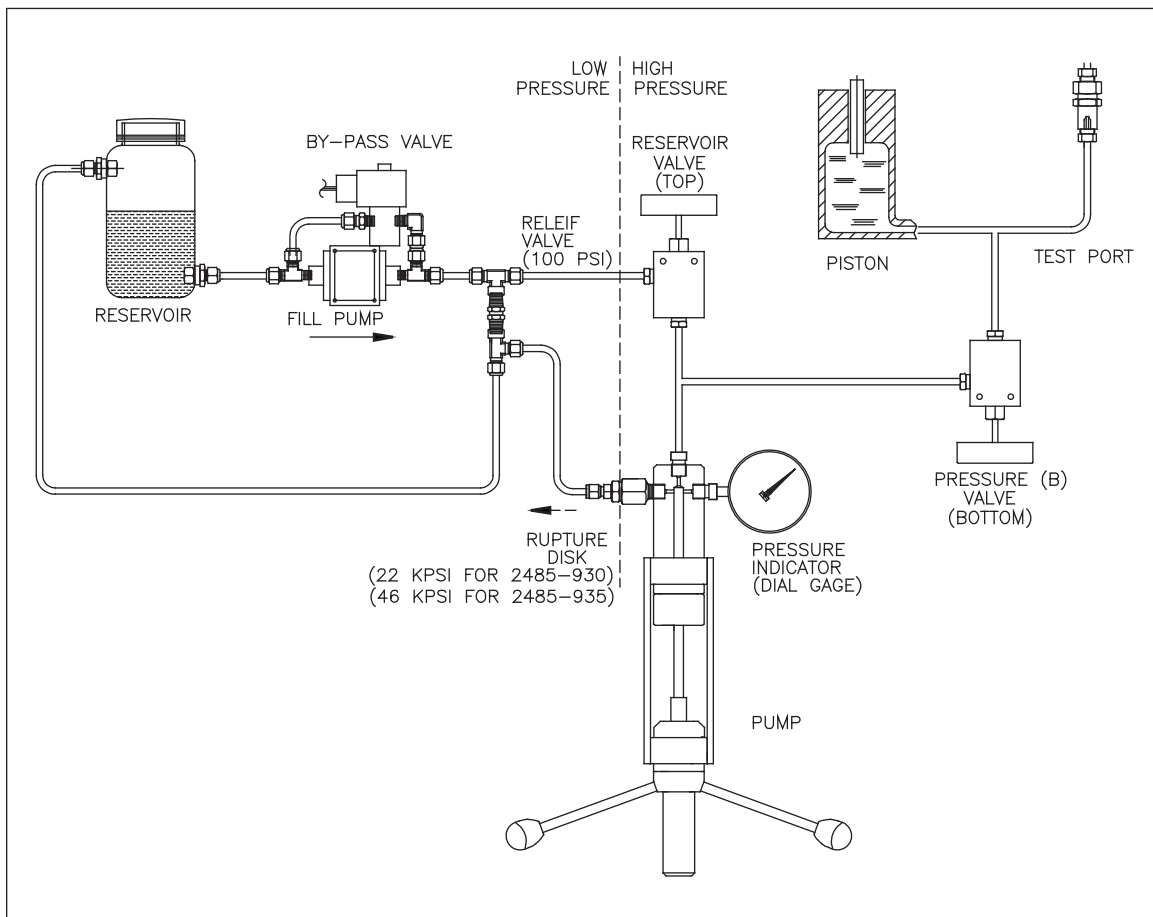 LOW
PRESSURE
HIGH
PRESSURE
BY-PASS VALVE
RESERVOIR
VALVE
(TOP)
RELEIF
VALVE
(100 PSI)
PISTON
TEST PORT
RESERVOIR
FILL PUMP
PRESSURE (B)
VALVE
(BOTTOM)
RUPTURE
DISK
(22 KPSI FOR 2485-930)
(46 KPSI FOR 2485-935)
PRESSURE
INDICATOR
(DIAL GAGE)
PUMP